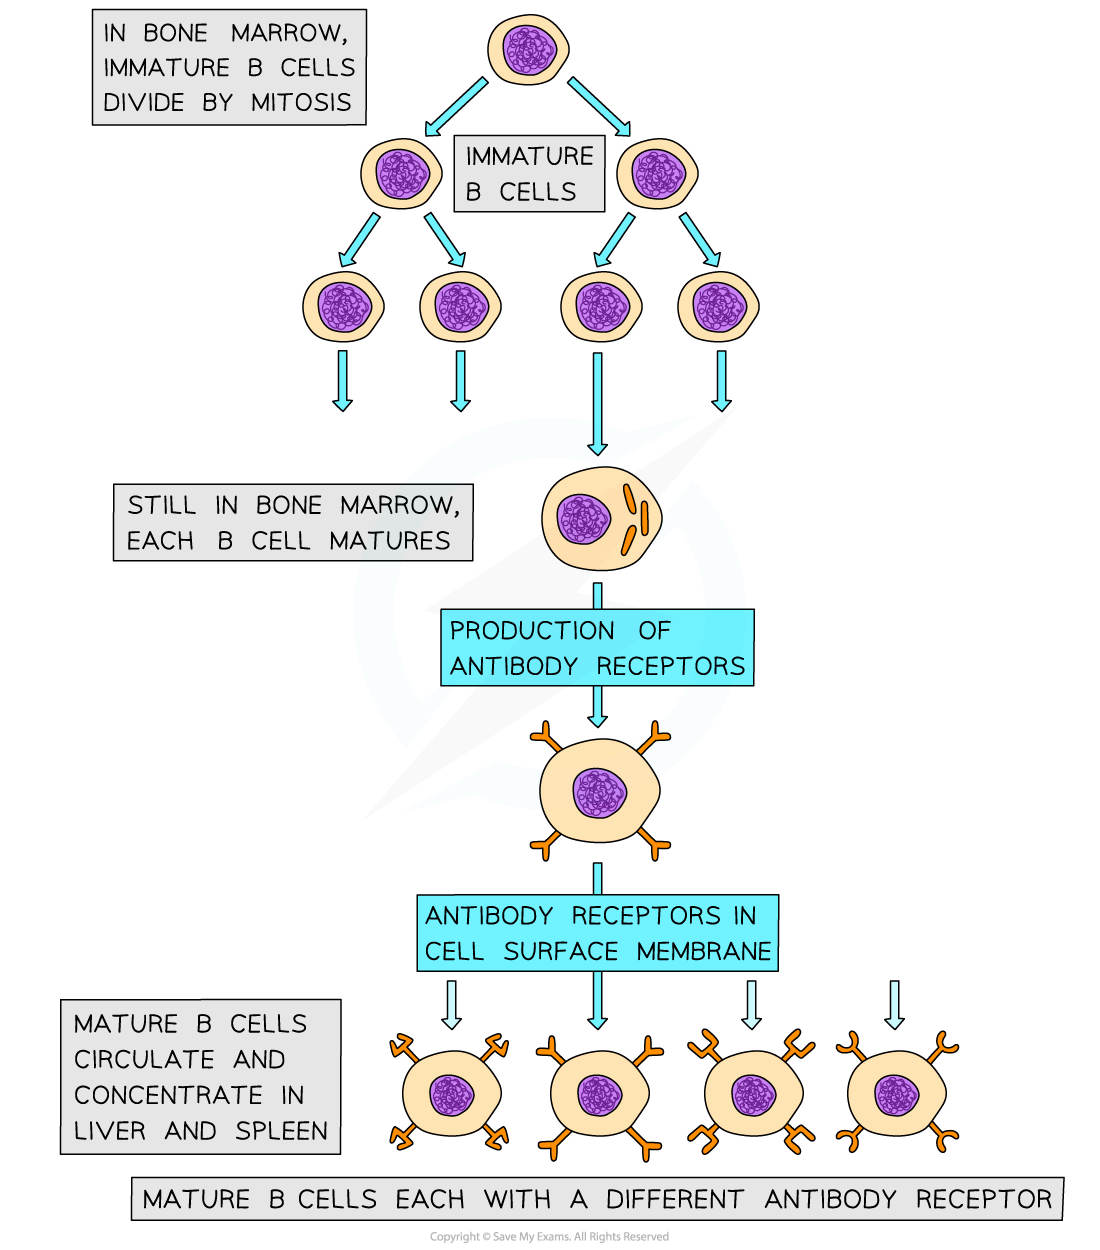 IN BONE MARROW,
IMMATURE B CELLS
DIVIDE BY MITOSIS
IMMATURE
B CELLS
STILL IN BONE MARROW,
EACH B CELL MATURES
PRODUCTION OF
ANTIBODY RECEPTORS
ANTIBODY RECEPTORS IN
CELL SURFACE MEMBRANE
MATURE B CELLS
CIRCULATE AND
CONCENTRATE IN
LIVER AND SPLEEN
MATURE B CELLS EACH WITH A DIFFERENT ANTIBODY RECEPTOR
Copyright © Save My Exams. All Rights Reserved